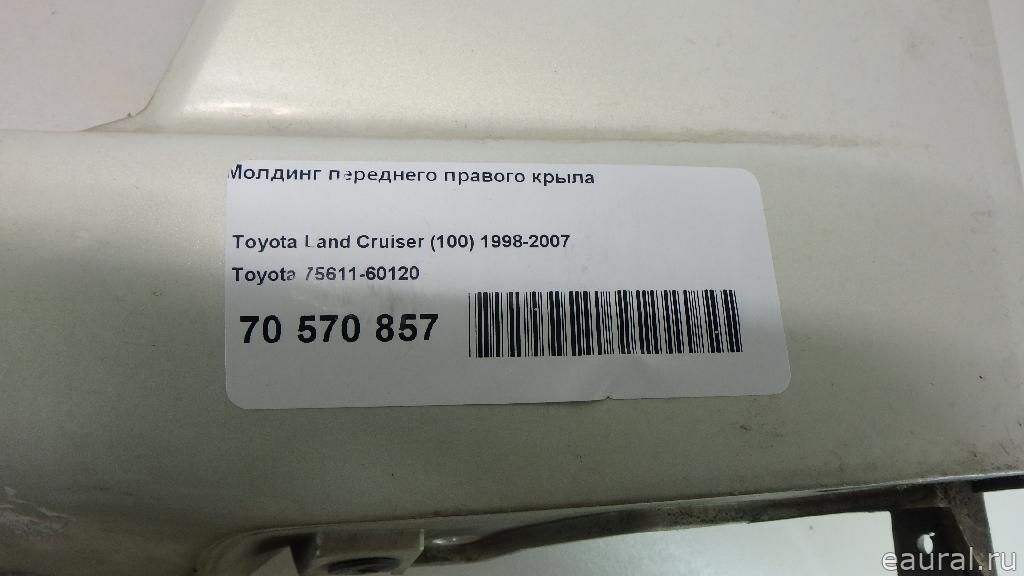 Молдинг переднего правого крыла
Toyota Land Cruiser (100) 1998-2007
Toyota 75611-60120
70 570 857
eaural.ru